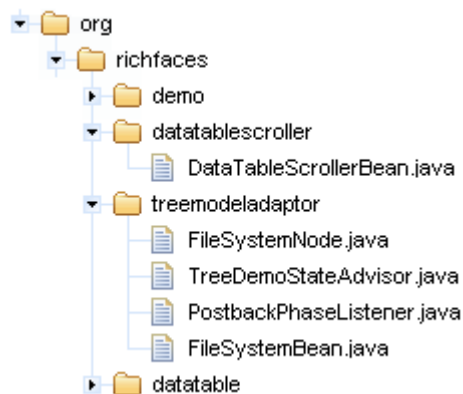 org
richfaces
demo
datatablescroller
DataTableScrollerBean.java
treemodeladaptor
FileSystemNode.java
TreeDemoStateAdvisor.java
PostbackPhaseListener.java
FileSystemBean.java
datatable